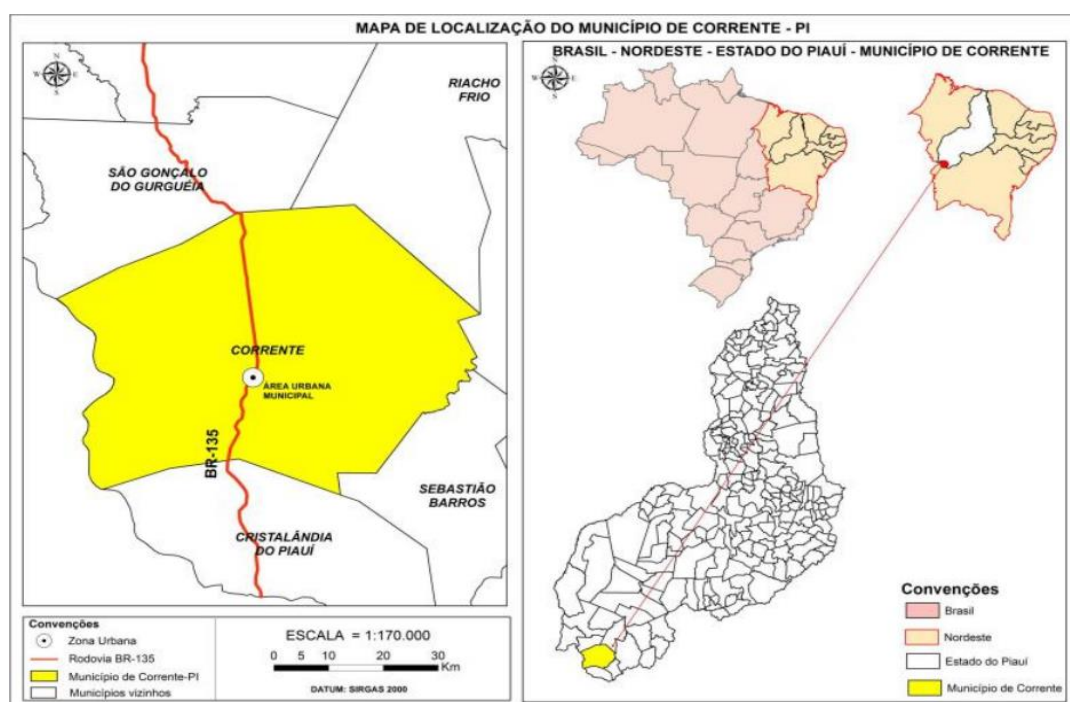 MAPA DE LOCALIZAÇÃO DO MUNICÍPIO DE CORRENTE - PI
N
W E
S
RIACHO
FRIO
SÃO GONÇALO
DO GURGUÉIA
CORRENTE
ÁREA URBANA
MUNICIPAL
BR-135
SEBASTIÃO
BARROS
CRISTALÂNDIA
DO PIAUÍ
Convenções
Zona Urbana
Rodovia BR-135
Município de Corrente-PI
Municípios vizinhos
ESCALA = 1:170.000
0 5 10 20 30
Km
DATUM: SIRGAS 2000
BRASIL - NORDESTE - ESTADO DO PIAUÍ - MUNICÍPIO DE CORRENTE
N
W E
S
Convenções
Brasil
Nordeste
Estado do Piauí
Município de Corrente